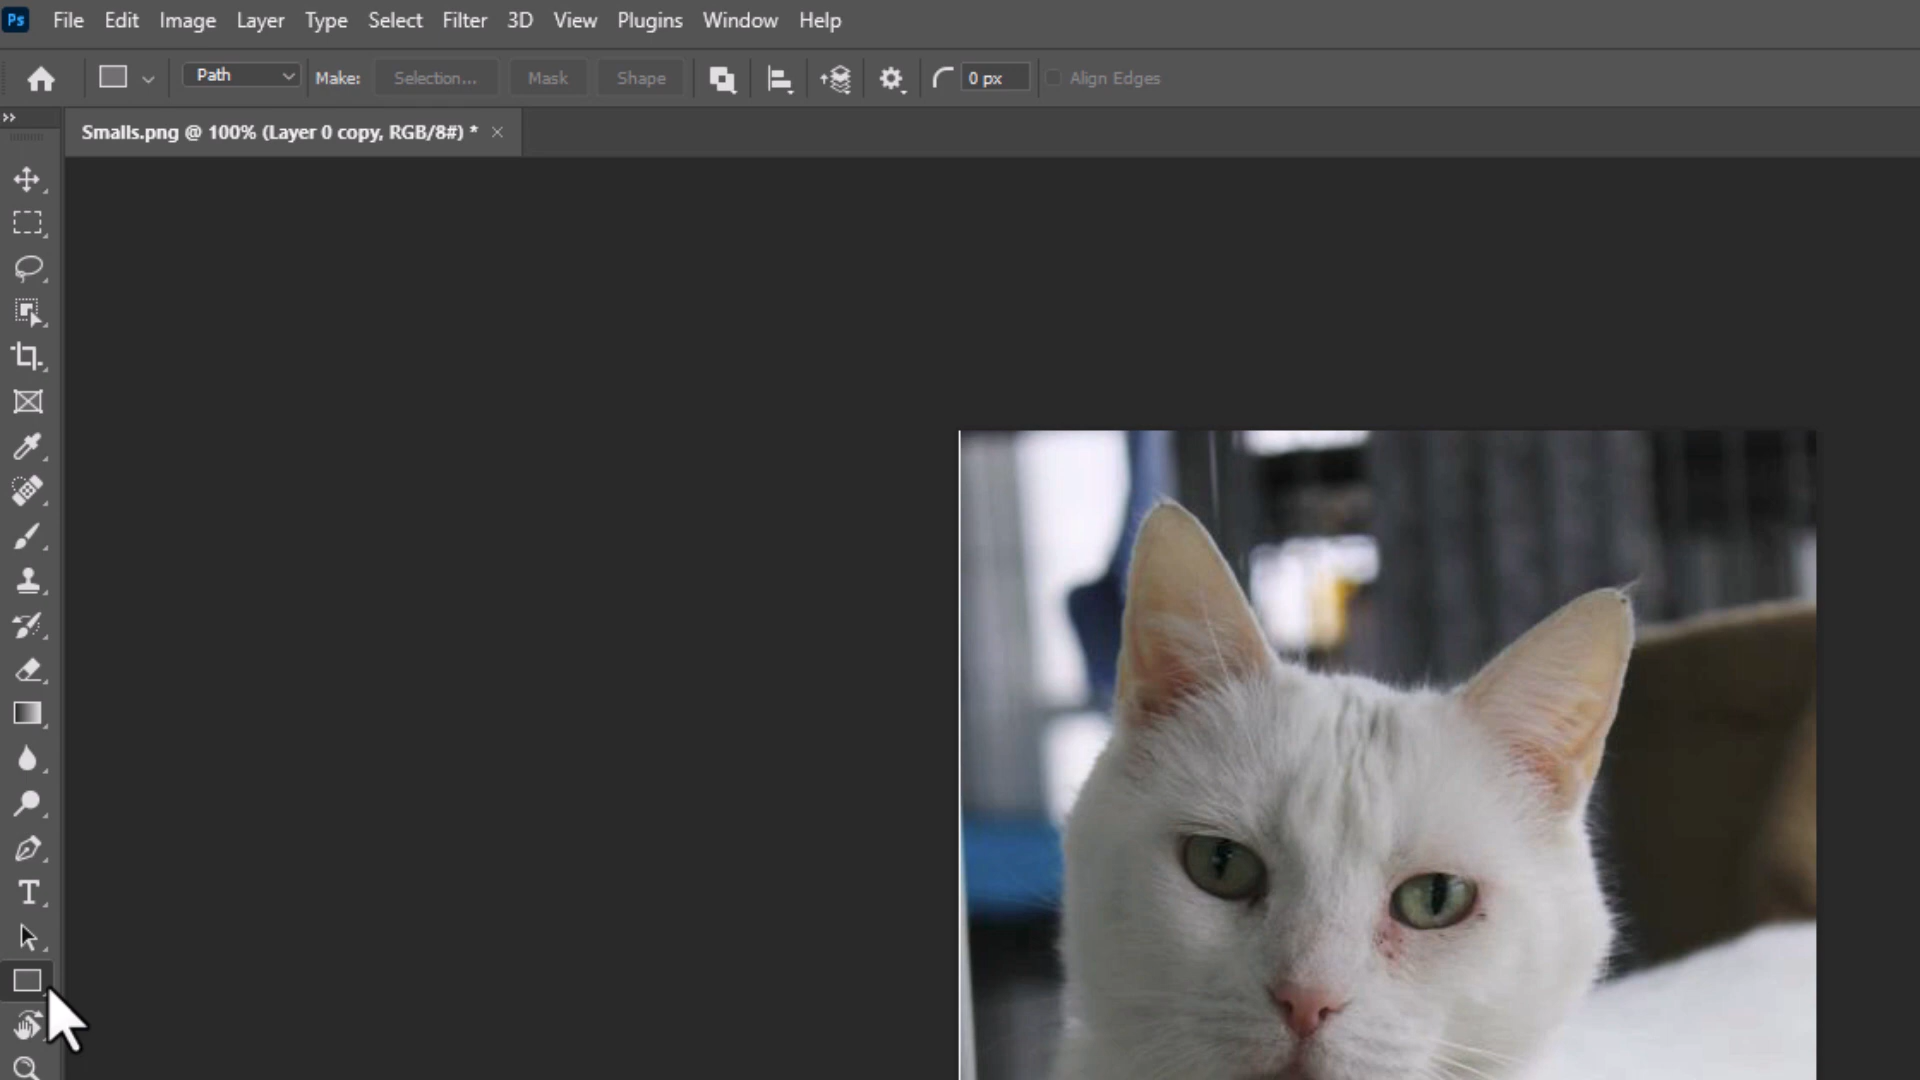 Ps File Edit Image Layer Type Select Filter 3D View Plugins Window Help
Path Make: Selection... Mask Shape 0 px Align Edges
Smalls.png @ 100% (Layer 0 copy, RGB/8#) * ×
T